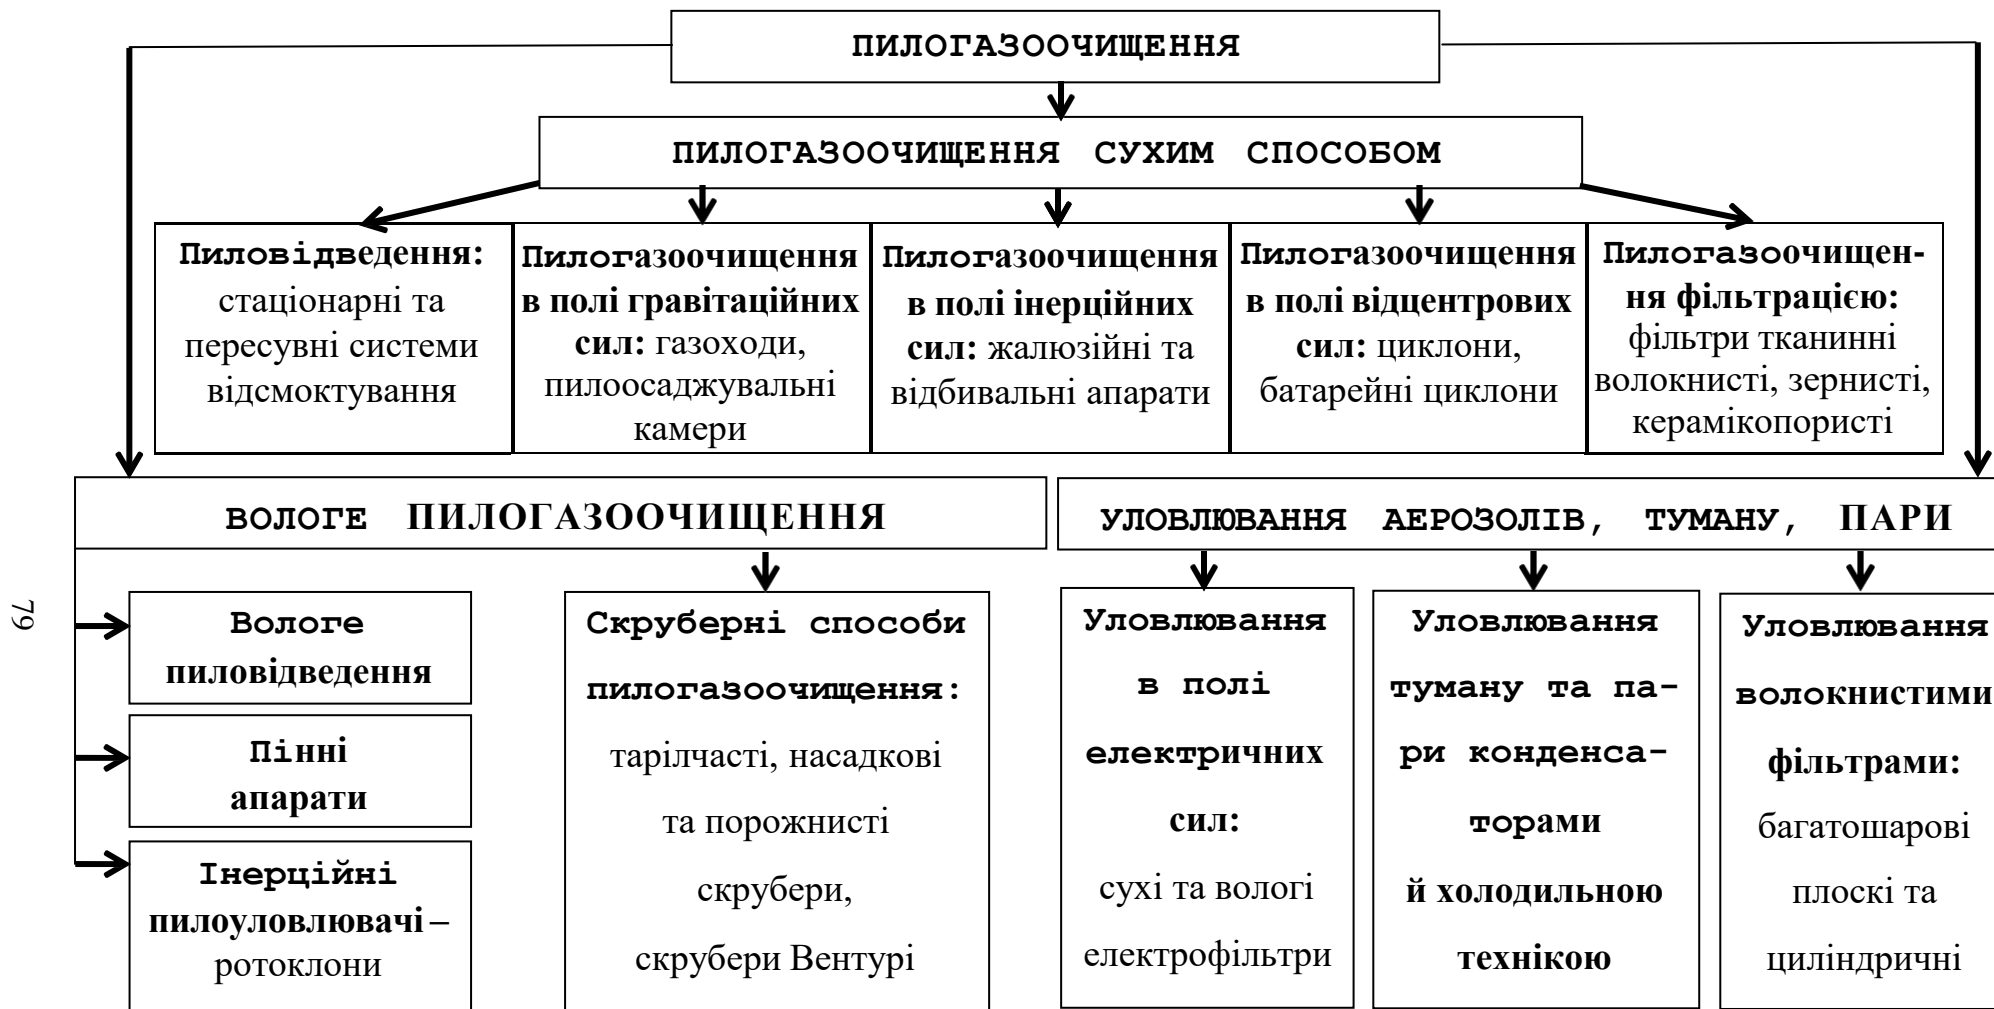 ПИЛОГАЗООЧИЩЕННЯ
ПИЛОГАЗООЧИЩЕННЯ СУХИМ СПОСОБОМ
Пиловідведення:
стаціонарні та
пересувні системи
відсмоктування
Пилогазоочищення
в полі гравітаційних
сил: газоходи,
пилоосаджувальні
камери
Пилогазоочищення
в полі інерційних
сил: жалюзійні та
відбивальні апарати
Пилогазоочищення
в полі відцентрових
сил: циклони,
батарейні циклони
Пилогазоочищен-
ня фільтрацією:
фільтри тканинні
волокнисті, зернисті,
керамікопористі
ВОЛОГЕ ПИЛОГАЗООЧИЩЕННЯ
УЛОВЛЮВАННЯ АЕРОЗОЛІВ, ТУМАНУ, ПАРИ
79
Вологе
пиловідведення
Пінні
апарати
Інерційні
пилоуловлювачі –
ротоклони
Скруберні способи
пилогазоочищення:
тарілчасті, насадкові
та порожнисті
скрубери,
скрубери Вентурі
Уловлювання
в полі
електричних
сил:
сухі та вологі
електрофільтри
Уловлювання
туману та па-
ри конденса-
торами
й холодильною
технікою
Уловлювання
волокнистими
фільтрами:
багатошарові
плоскі та
циліндричні